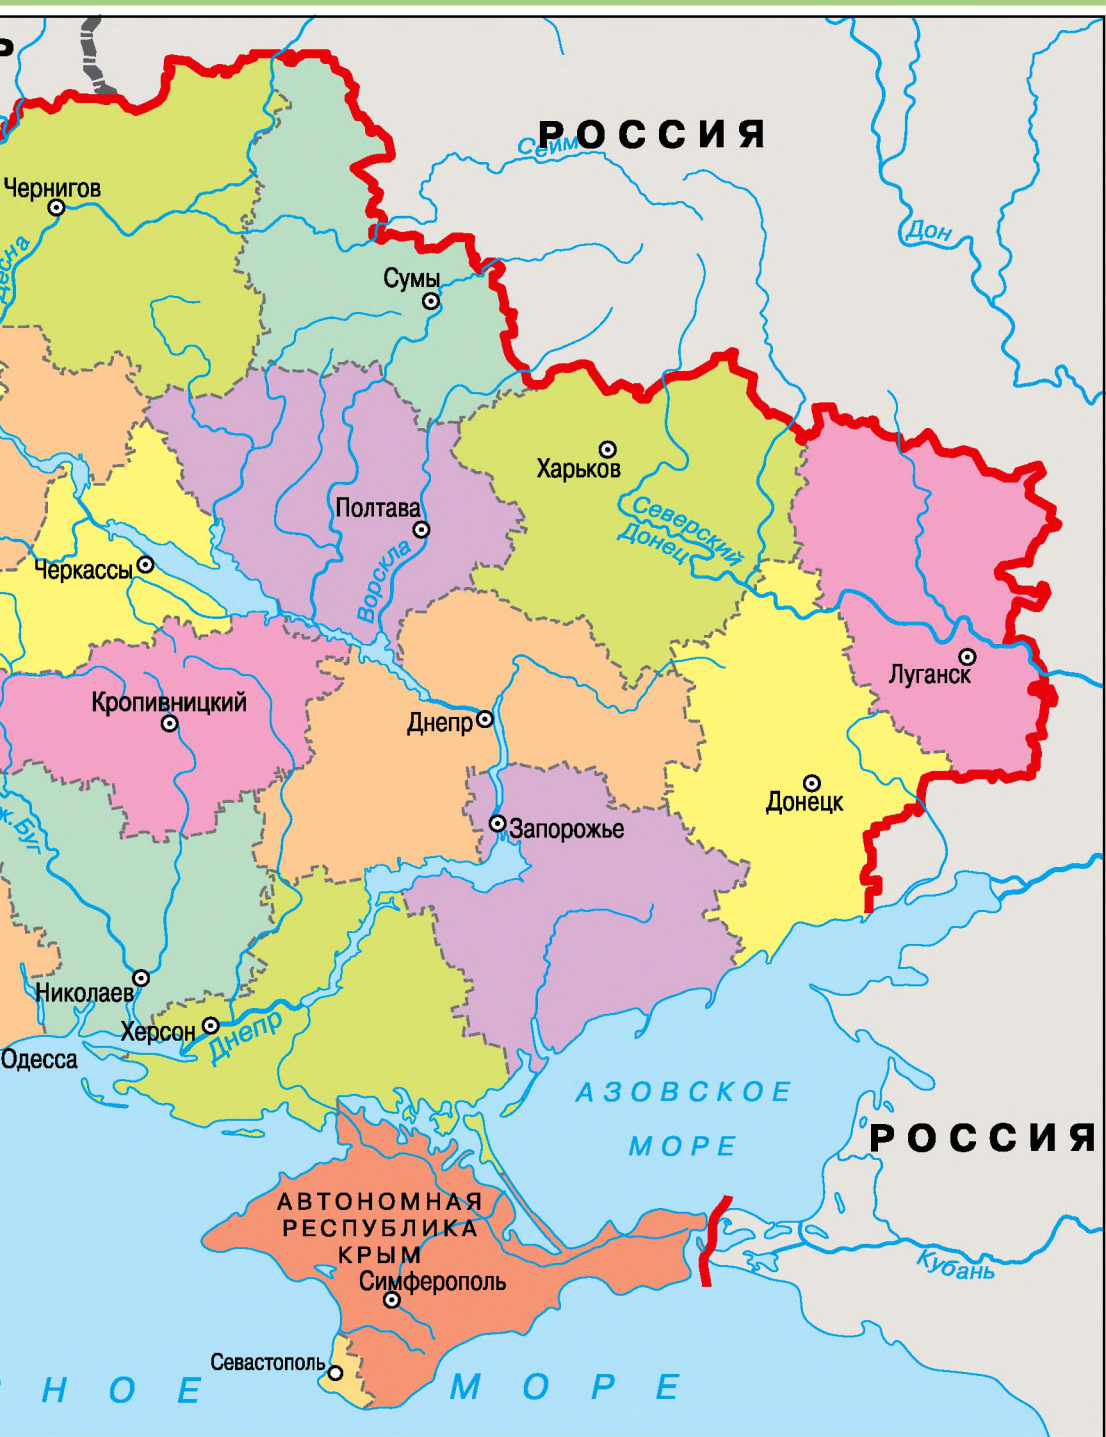 Р
РОССИЯ
Сейм
Чернигов
Десна
Дон
Сумы
Харьков
Полтава
Северский
Донец
Ворскла
Черкассы
Луганск
Кропивницкий
Днепр
Донецк
Запорожье
ж. Буг
Николаев
Херсон
Днепр
Одесса
АЗОВСКОЕ
МОРЕ
РОССИЯ
АВТОНОМНАЯ
РЕСПУБЛИКА
КРЫМ
Симферополь
Кубань
Севастополь
НОЕ МОРЕ